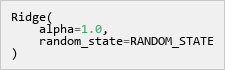 Ridge(
    alpha=1.0,
    random_state=RANDOM_STATE
)